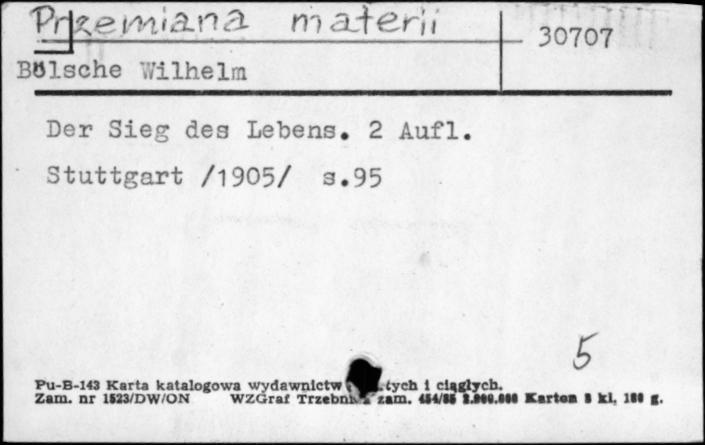 Przemiana materii
30707
Bölsche Wilhelm
Der Sieg des Lebens. 2 Aufl.
Stuttgart /1905/ s.95
5
Pu-B-143 Karta katalogowa wydawnictw tych i ciągłych.
Zam. nr 1523/DW/ON WZGraf Trzebn zam. Karton kl. g.